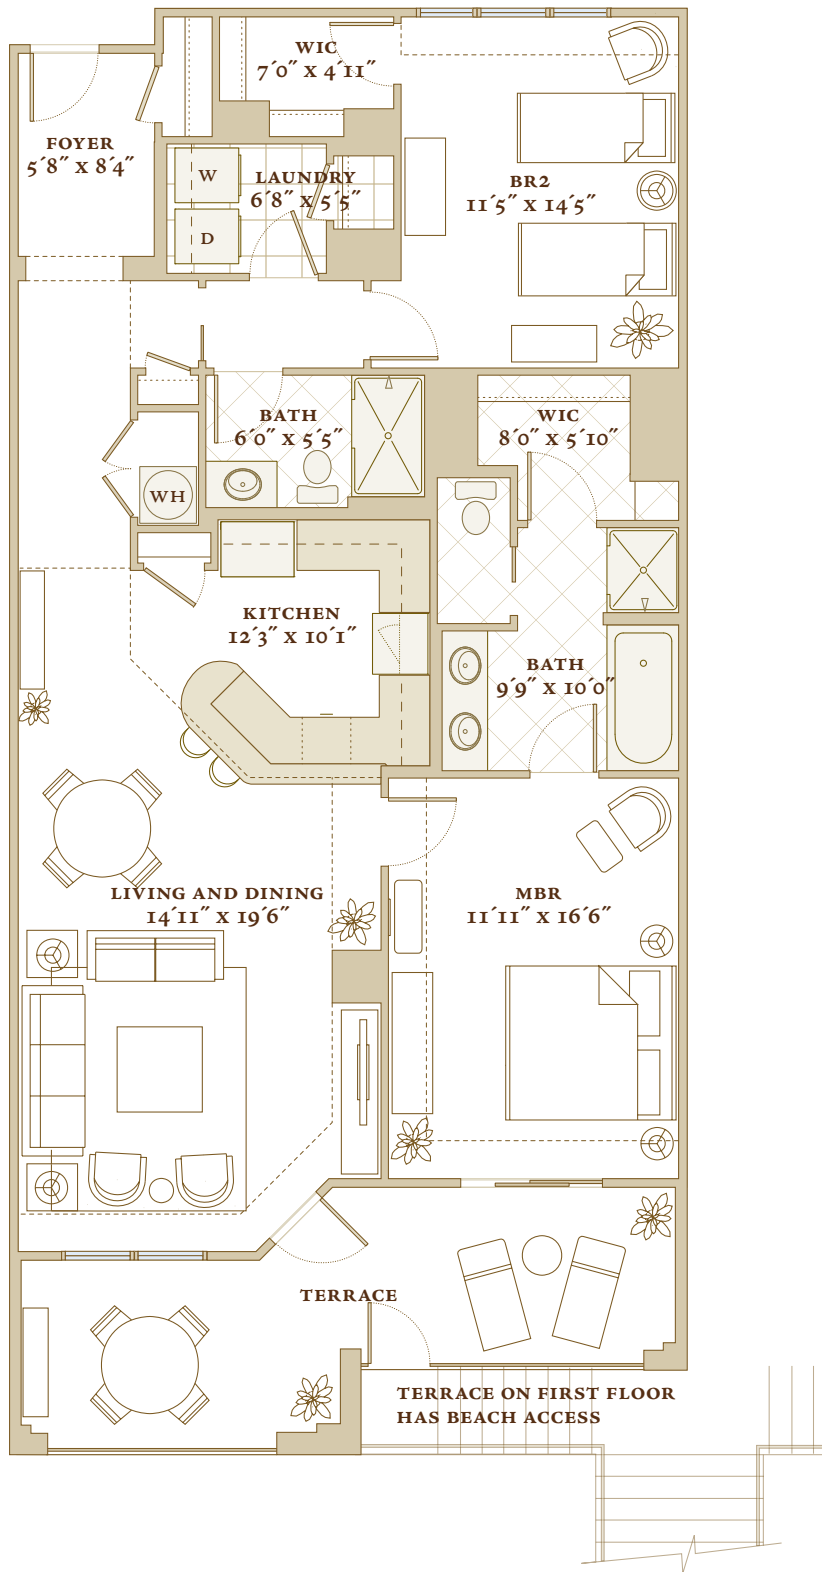 WIC
7´0˝ X 4´11˝
FOYER
5´8˝ X 8´4˝
W
LAUNDRY
6´8˝ X 5´5˝
D
BR2
11´5˝ X 14´5˝
BATH
6´0˝ X 5´5˝
WIC
8´0˝ X 5´10˝
WH
KITCHEN
12´3˝ X 10´1˝
BATH
9´9˝ X 10´0˝
LIVING AND DINING
14´11˝ X 19´6˝
MBR
11´11˝ X 16´6˝
TERRACE
TERRACE ON FIRST FLOOR
HAS BEACH ACCESS